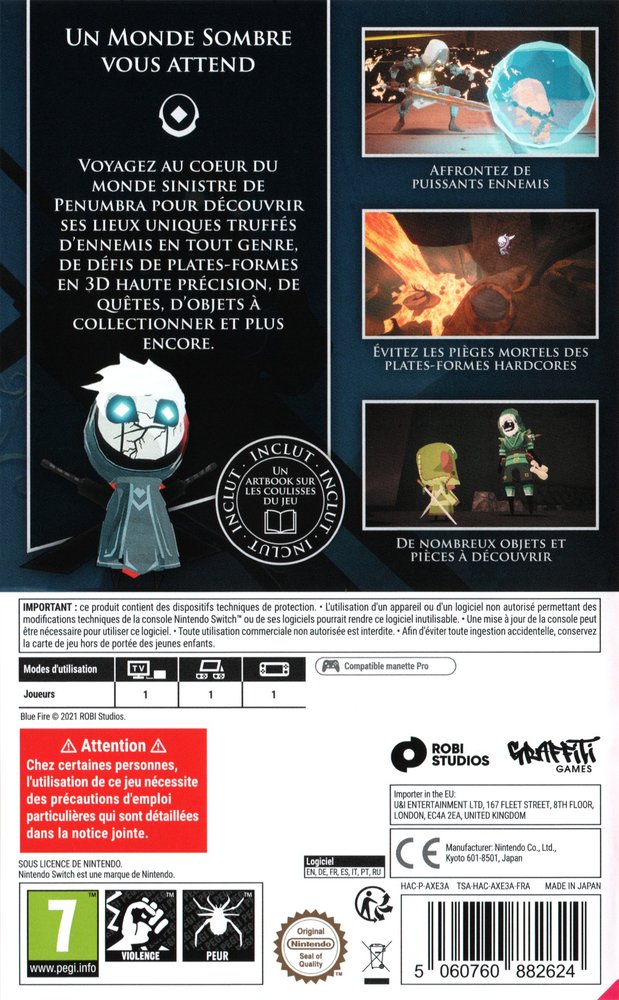 Un Monde Sombre
vous attend
Voyagez au coeur du
monde sinistre de
Penumbra pour découvrir
ses lieux uniques truffés
d'ennemis en tout genre,
de défis de plates-formes
en 3D haute précision, de
quêtes, d'objets à
collectionner et plus
encore.
Affrontez de
puissants ennemis
Évitez les pièges mortels des
plates-formes hardcores
De nombreux objets et
pièces à découvrir
INCLUT · INCLUT · INCLUT · INCLUT ·
Un
artbook sur
les coulisses
du jeu
IMPORTANT : ce produit contient des dispositifs techniques de protection. • L'utilisation d'un appareil ou d'un logiciel non autorisé permettant des
modifications techniques de la console Nintendo Switch™ ou de ses logiciels pourrait rendre ce logiciel inutilisable. • Une mise à jour de la console peut
être nécessaire pour utiliser ce logiciel. • Toute utilisation commerciale non autorisée est interdite. • Afin d'éviter toute ingestion accidentelle, conservez
la carte de jeu hors de portée des jeunes enfants.
Modes d'utilisation TV
Compatible manette Pro
Joueurs 1 1 1
Blue Fire © 2021 ROBI Studios.
Attention
Chez certaines personnes,
l'utilisation de ce jeu nécessite
des précautions d'emploi
particulières qui sont détaillées
dans la notice jointe.
ROBI
STUDIOS
GRAFFITI
GAMES
Importer in the EU:
U&I ENTERTAINMENT LTD, 167 FLEET STREET, 8TH FLOOR,
LONDON, EC4A 2EA, UNITED KINGDOM
CE
Manufacturer: Nintendo Co., Ltd.,
Kyoto 601-8501, Japan
SOUS LICENCE DE NINTENDO.
Nintendo Switch est une marque de Nintendo.
Logiciel
EN, DE, FR, ES, IT, PT, RU
HAC-P-AXE3A TSA-HAC-AXE3A-FRA MADE IN JAPAN
7
www.pegi.info
VIOLENCE
PEUR
Original
Nintendo
Seal of
Quality
5 060760 882624